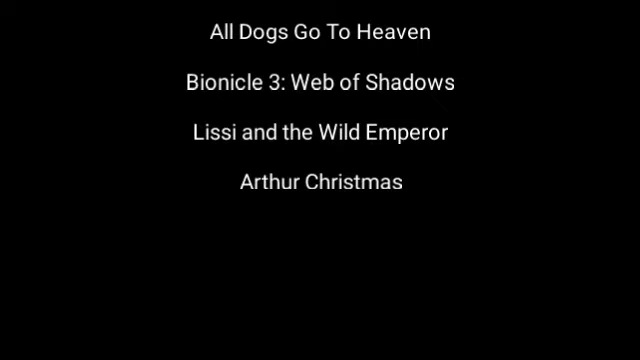 All Dogs Go To Heaven
Bionicle 3: Web of Shadows
Lissi and the Wild Emperor
Arthur Christmas